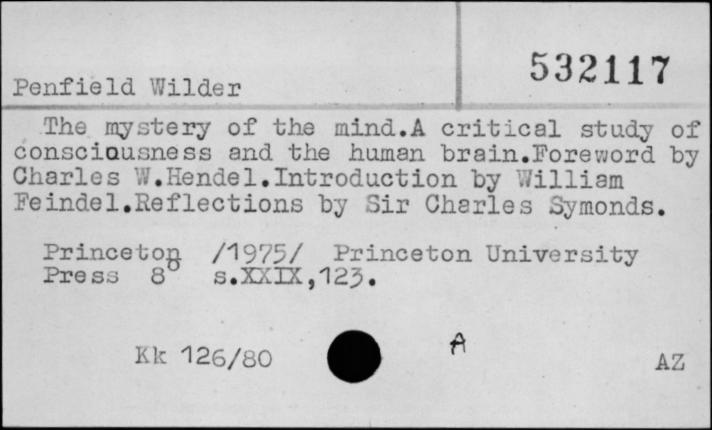 532117
Penfield Wilder
The mystery of the mind.A critical study of
consciousness and the human brain.Foreword by
Charles W.Hendel.Introduction by William
Feindel.Reflections by Sir Charles Symonds.
Princeton /1975/ Princeton University
Press 8° s.XXIX,123.
Kk 126/80
A
AZ